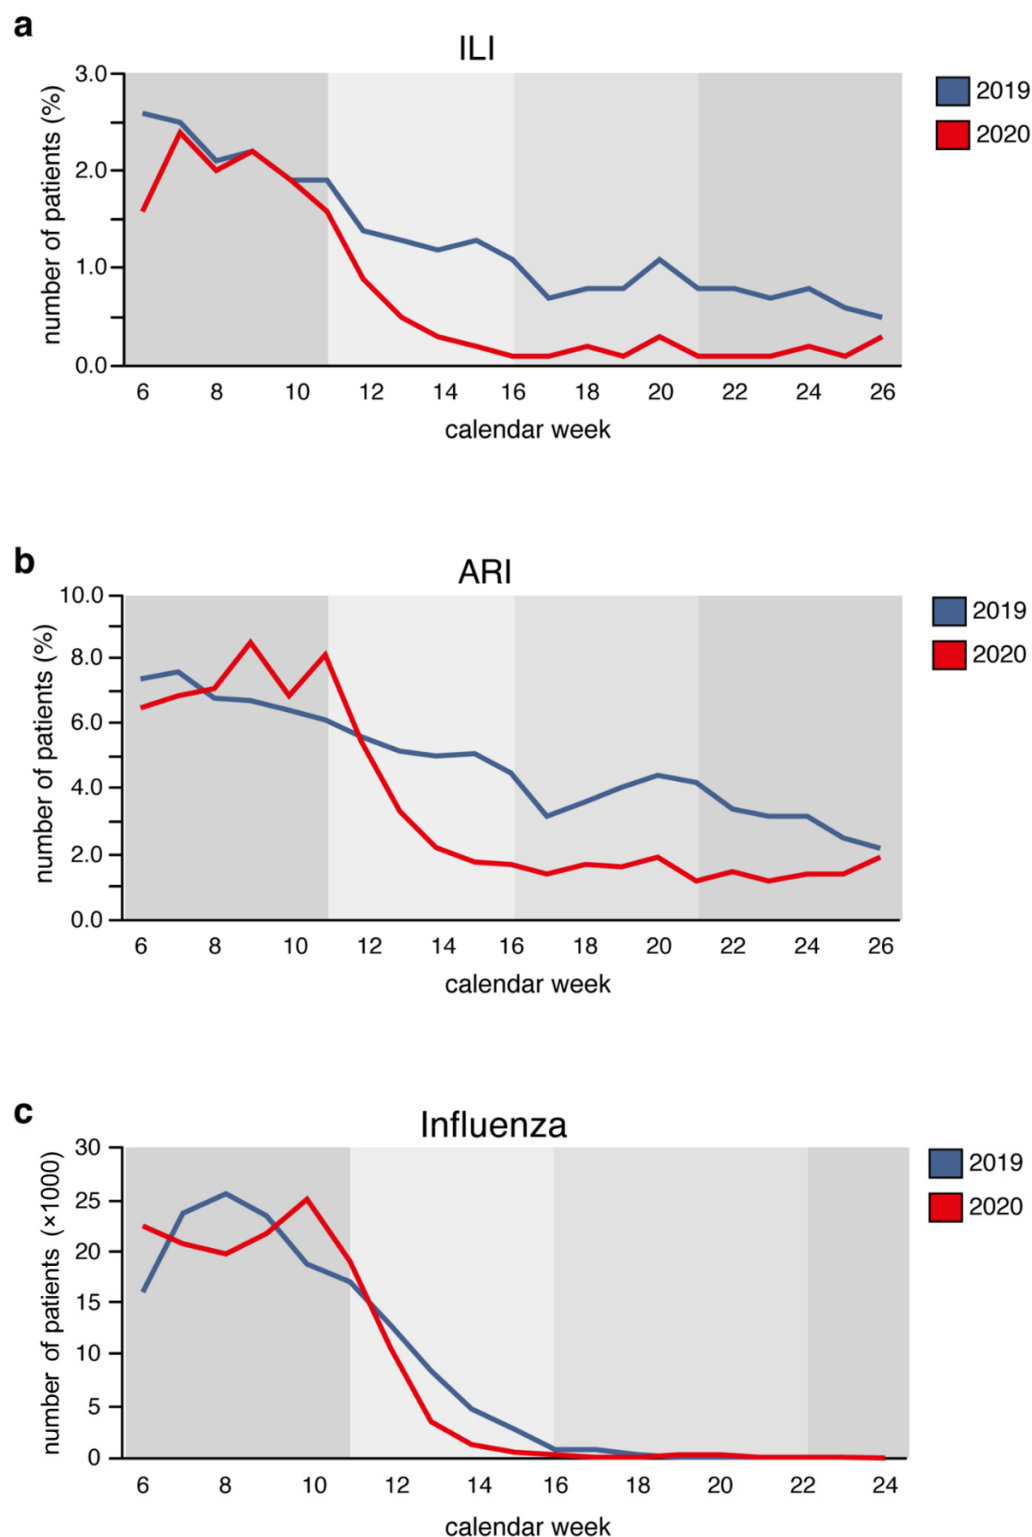 a
ILI
number of patients (%)
3.0
2.0
1.0
0.0
6 8 10 12 14 16 18 20 22 24 26
calendar week
2019
2020
b
ARI
number of patients (%)
10.0
8.0
6.0
4.0
2.0
0.0
6 8 10 12 14 16 18 20 22 24 26
calendar week
2019
2020
c
Influenza
number of patients (×1000)
30
25
20
15
10
5
0
6 8 10 12 14 16 18 20 22 24
calendar week
2019
2020